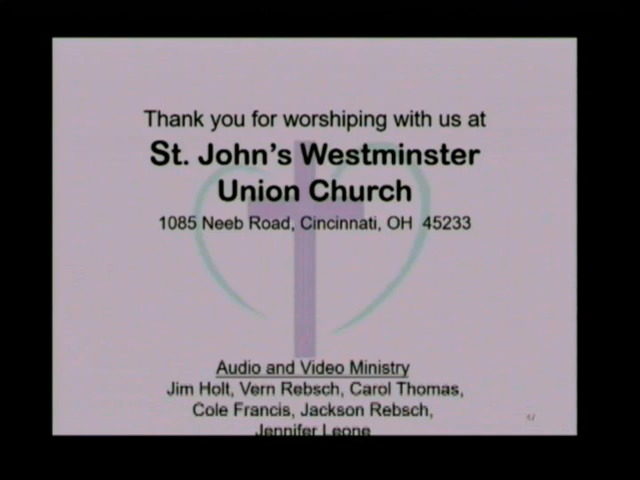 Thank you for worshiping with us at
St. John's Westminster
Union Church
1085 Neeb Road, Cincinnati, OH 45233
Audio and Video Ministry
Jim Holt, Vern Rebsch, Carol Thomas,
Cole Francis, Jackson Rebsch,
Jennifer Leone